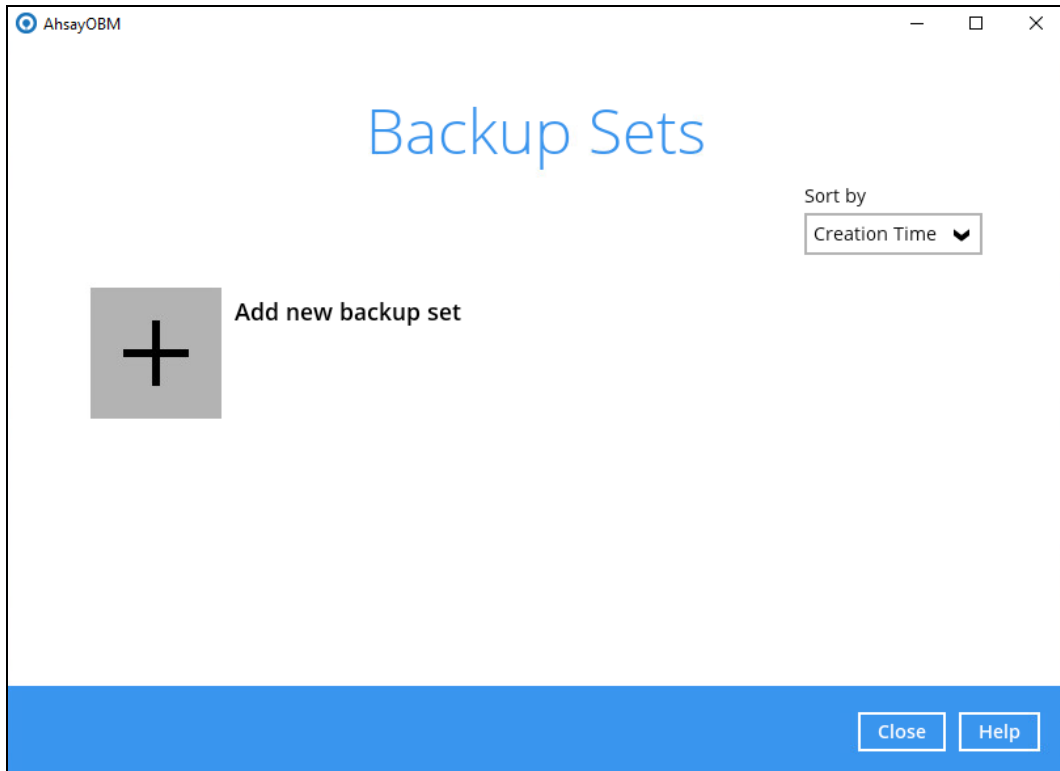 AhsayOBM
Backup Sets
Sort by
Creation Time
Add new backup set
Close
Help